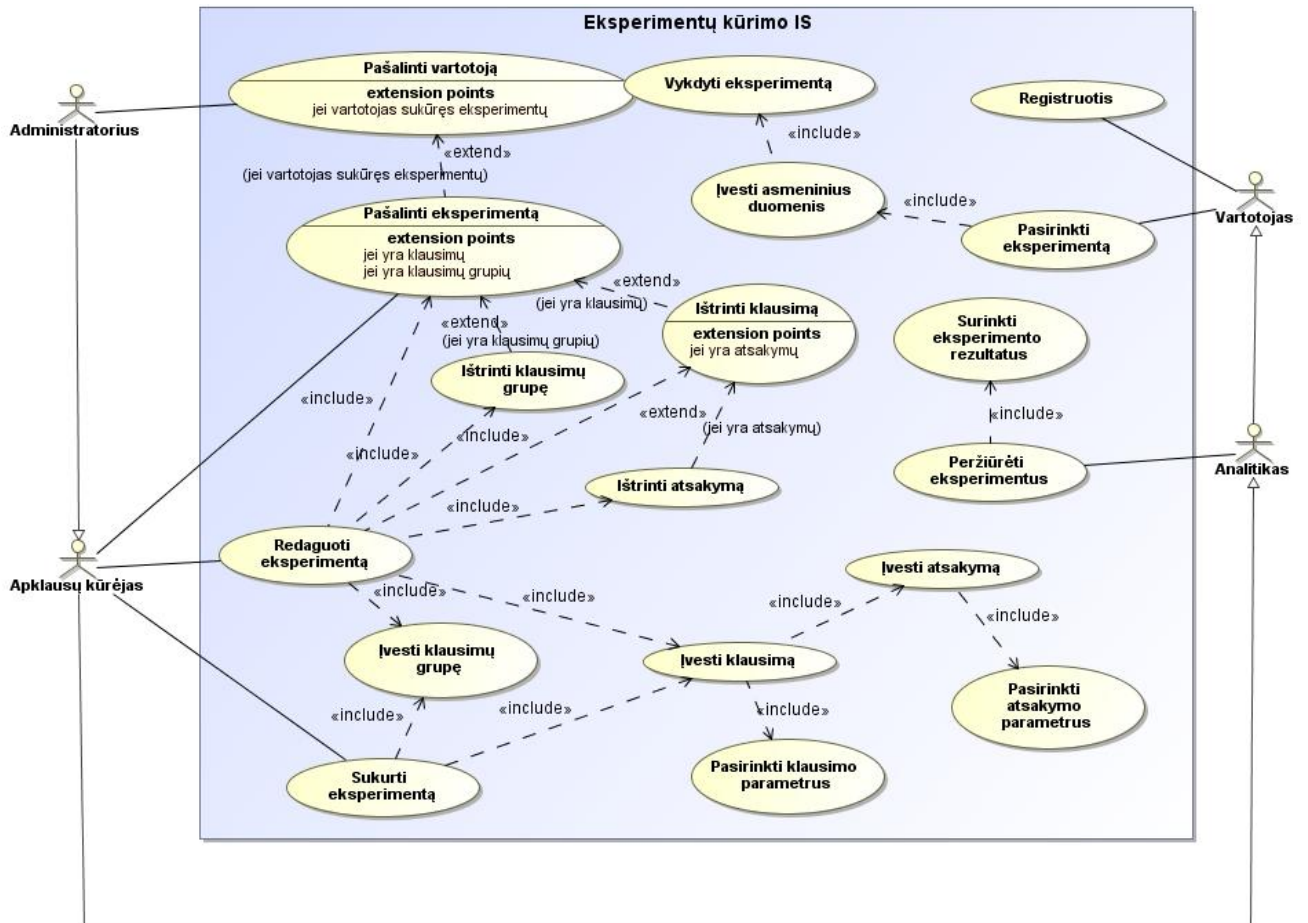 Eksperimentų kūrimo IS
Pašalinti vartotoją
extension points
jei vartotojas sukūręs eksperimentų
Vykdyti eksperimentą
Registruotis
Administratorius
«include»
«extend»
(jei vartotojas sukūręs eksperimentų)
Įvesti asmeninius
duomenis
«include»
Vartotojas
Pašalinti eksperimentą
extension points
jei yra klausimų
jei yra klausimų grupių
Pasirinkti
eksperimentą
«extend»
(jei yra klausimų)
Ištrinti klausimą
extension points
jei yra atsakymų
«extend»
(jei yra klausimų grupių)
Surinkti
eksperimento
rezultatus
Ištrinti klausimų
grupę
«include»
«extend»
(jei yra atsakymų)
«include»
«include»
«include»
Peržiūrėti
eksperimentus
Analitikas
Ištrinti atsakymą
«include»
Redaguoti
eksperimentą
Apklausų kūrėjas
Įvesti atsakymą
«include»
«include»
«include»
«include»
Įvesti klausimų
grupę
Įvesti klausimą
Pasirinkti
atsakymo
parametrus
«include»
«include»
«include»
Sukurti
eksperimentą
Pasirinkti klausimo
parametrus